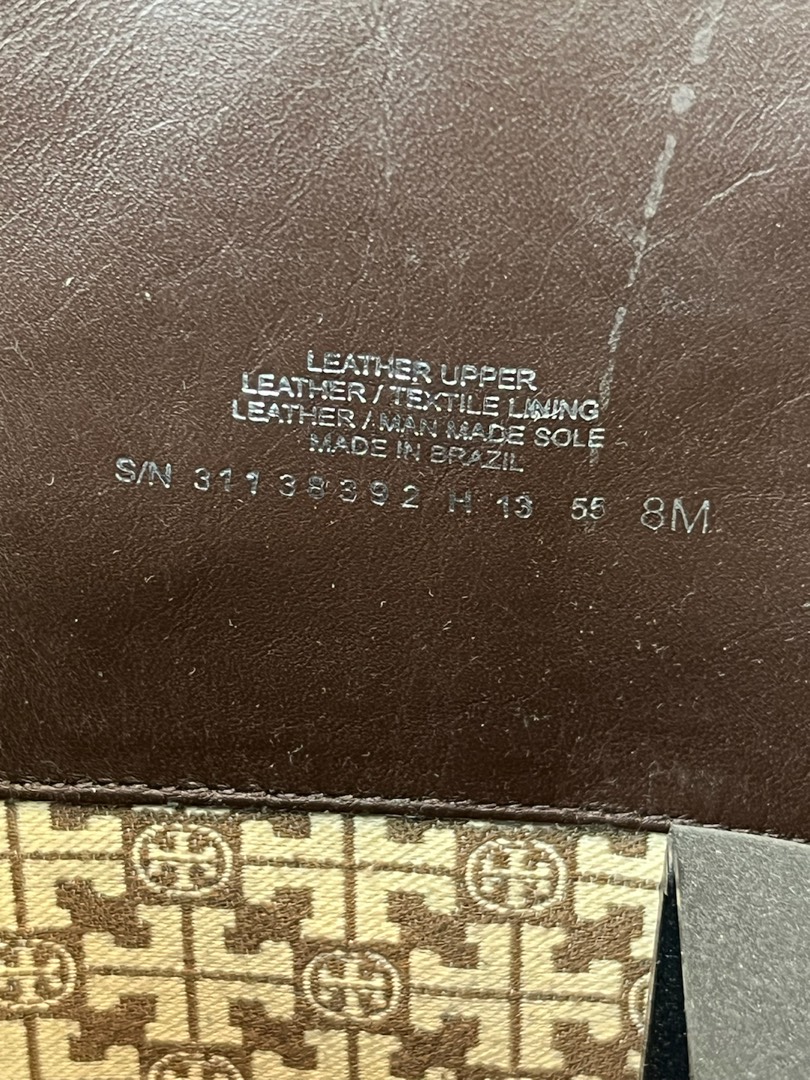 LEATHER UPPER
LEATHER / TEXTILE LINING
LEATHER / MAN MADE SOLE
MADE IN BRAZIL
S/N 31138392 H 13 55 8M